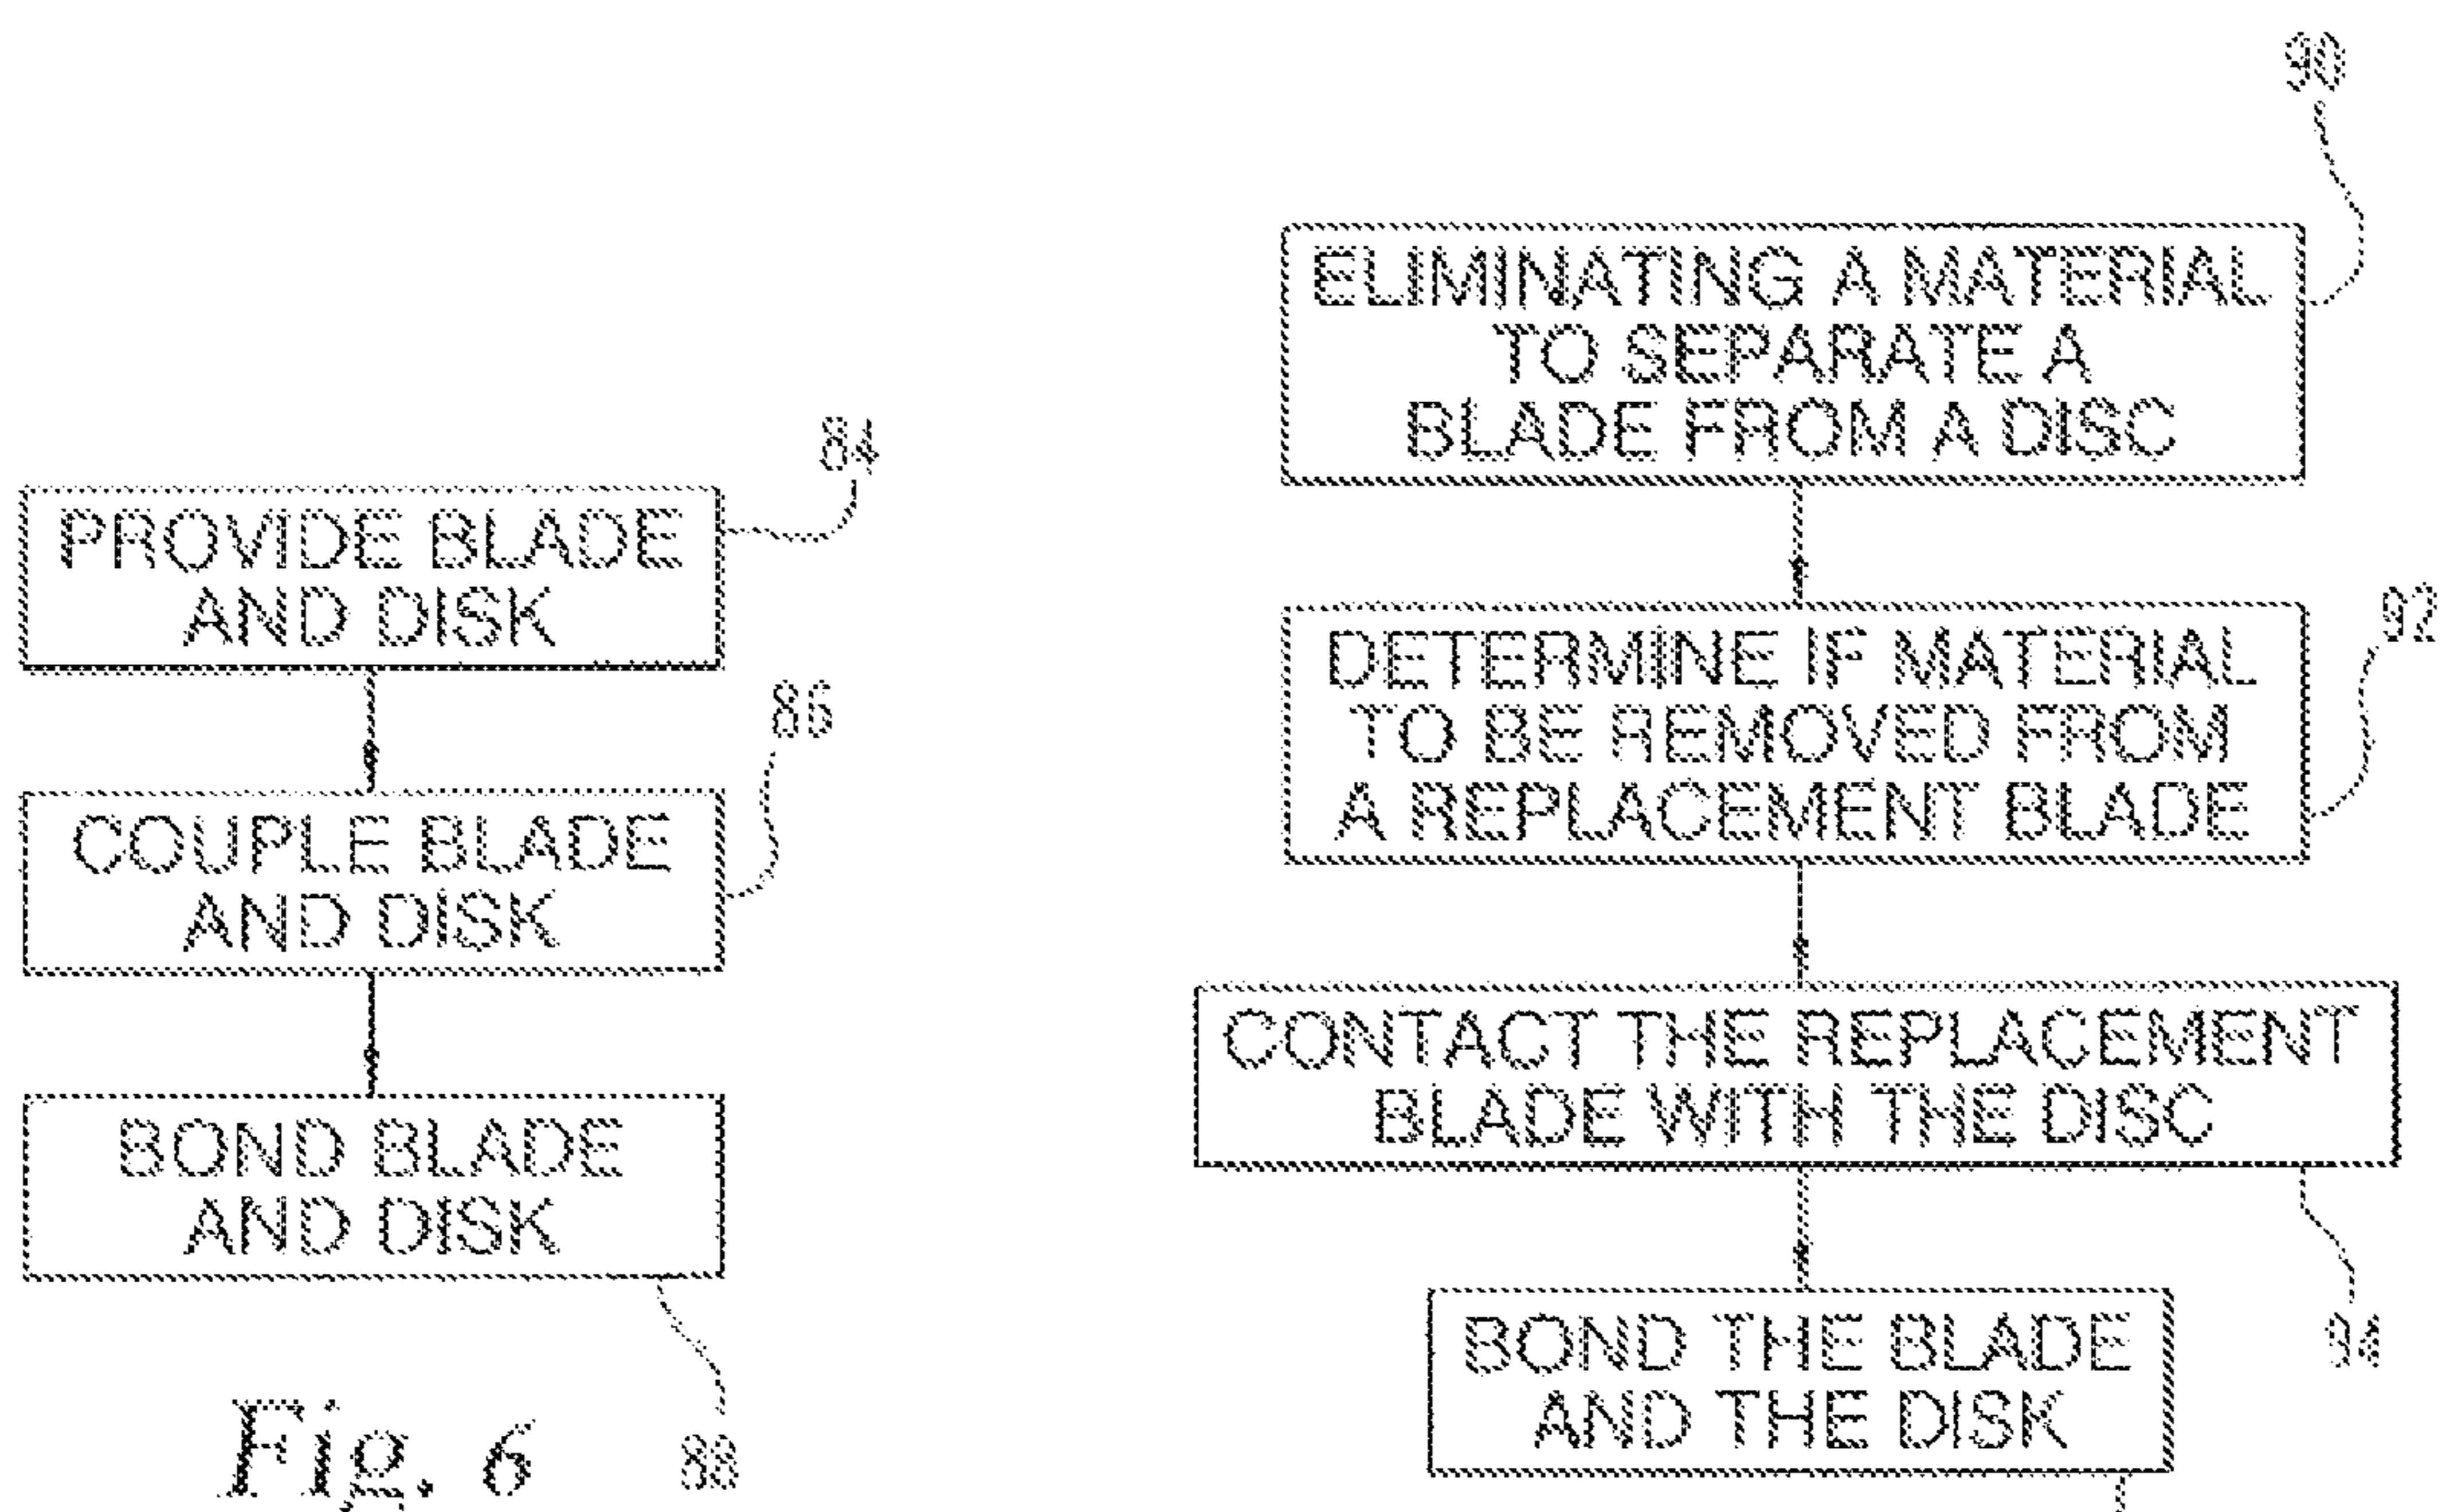 84
PROVIDE BLADE
AND DISK
86
COUPLE BLADE
AND DISK
BOND BLADE
AND DISK
88
Fig. 6
90
ELIMINATING A MATERIAL
TO SEPARATE A
BLADE FROM A DISC
92
DETERMINE IF MATERIAL
TO BE REMOVED FROM
A REPLACEMENT BLADE
CONTACT THE REPLACEMENT
BLADE WITH THE DISC
94
BOND THE BLADE
AND THE DISK